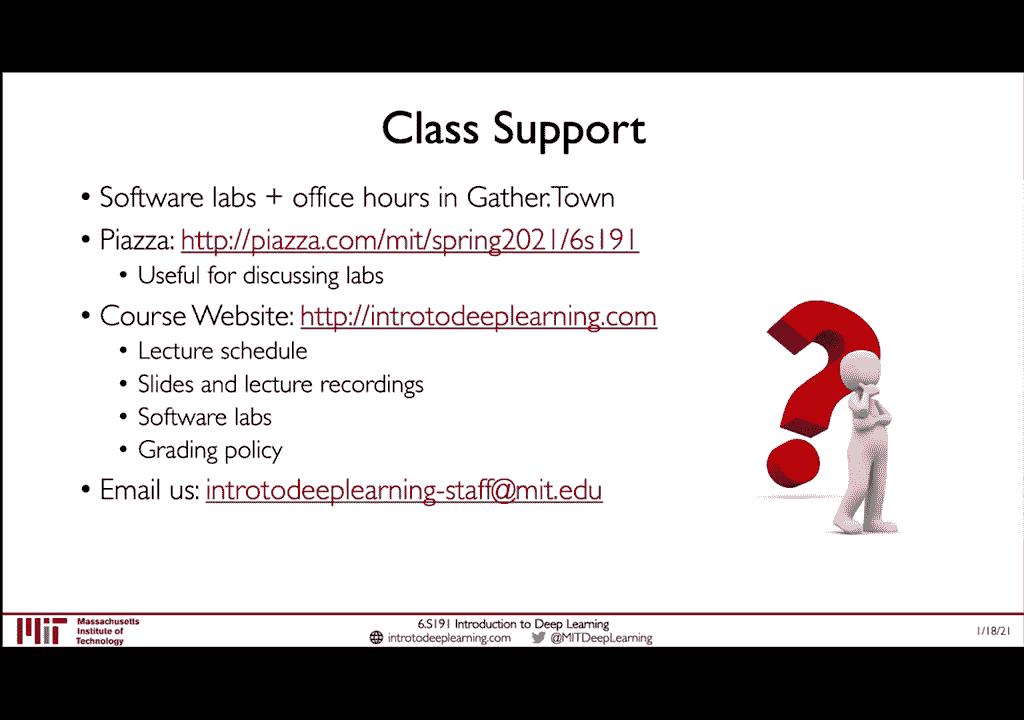 Class Support
• Software labs + office hours in Gather.Town
• Piazza: http://piazza.com/mit/spring2021/6s191
• Useful for discussing labs
• Course Website: http://introtodeeplearning.com
• Lecture schedule
• Slides and lecture recordings
• Software labs
• Grading policy
• Email us: introtodeeplearning-staff@mit.edu
Massachusetts
Institute of
Technology
6.S191 Introduction to Deep Learning
introtodeeplearning.com @MITDeepLearning
1/18/21